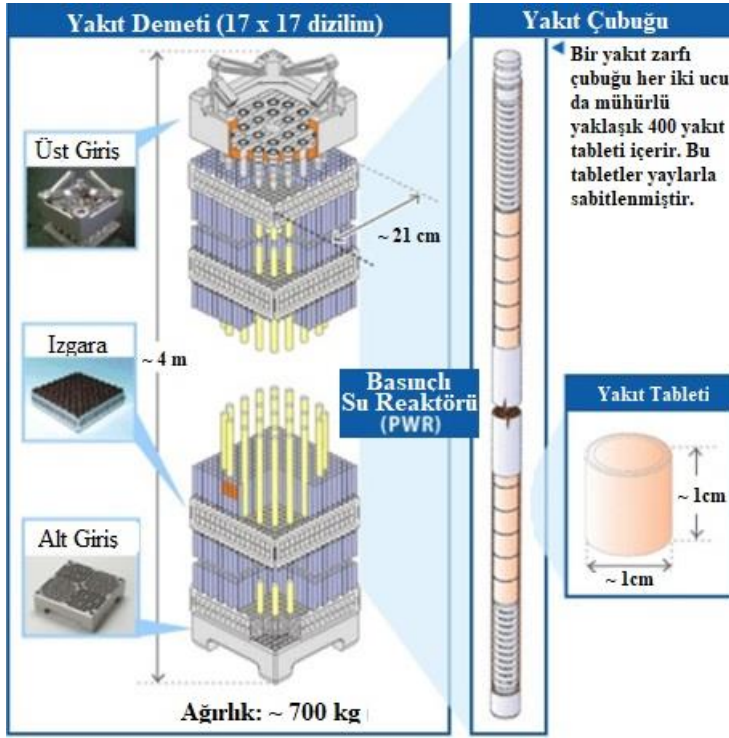 Yakıt Demeti (17 x 17 dizilim)
Üst Giriş
~ 21 cm
Izgara
~ 4 m
Alt Giriş
Ağırlık: ~ 700 kg
Basınçlı
Su Reaktörü
(PWR)
Yakıt Çubuğu
Bir yakıt zarfı
çubuğu her iki ucu
da mühürlü
yaklaşık 400 yakıt
tableti içerir. Bu
tabletler yaylarla
sabitlenmiştir.
Yakıt Tableti
~ 1cm
~ 1cm